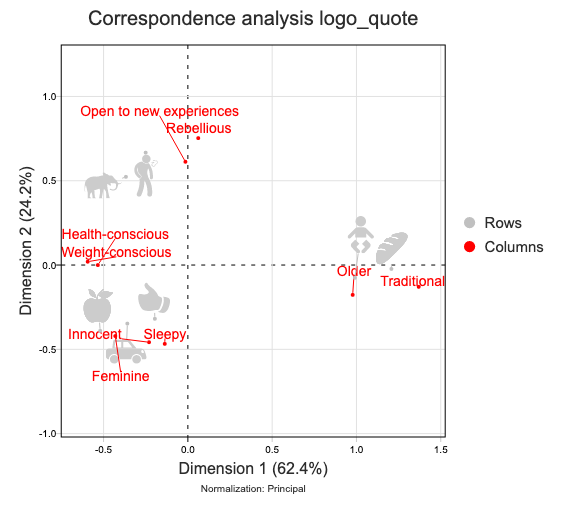 Correspondence analysis logo_quote
Dimension 2 (24.2%)
1.0
0.5
0.0
-0.5
-1.0
Open to new experiences
Rebellious
Health-conscious
Weight-conscious
Older
Traditional
Innocent
Sleepy
Feminine
Rows
Columns
-0.5
0.0
0.5
1.0
1.5
Dimension 1 (62.4%)
Normalization: Principal